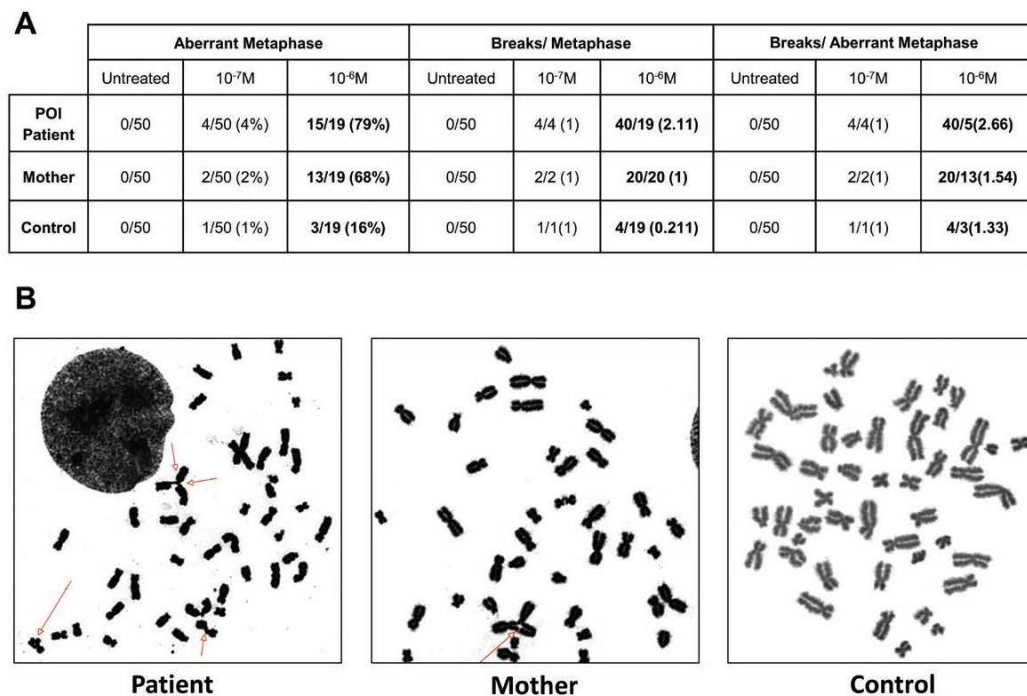 A
Aberrant Metaphase Breaks/ Metaphase Breaks/ Aberrant Metaphase
Untreated 10⁻⁷M 10⁻⁶M Untreated 10⁻⁷M 10⁻⁶M Untreated 10⁻⁷M 10⁻⁶M
POI
Patient 0/50 4/50 (4%) 15/19 (79%) 0/50 4/4 (1) 40/19 (2.11) 0/50 4/4(1) 40/5(2.66)
Mother 0/50 2/50 (2%) 13/19 (68%) 0/50 2/2 (1) 20/20 (1) 0/50 2/2(1) 20/13(1.54)
Control 0/50 1/50 (1%) 3/19 (16%) 0/50 1/1(1) 4/19 (0.211) 0/50 1/1(1) 4/3(1.33)
B
Patient Mother Control